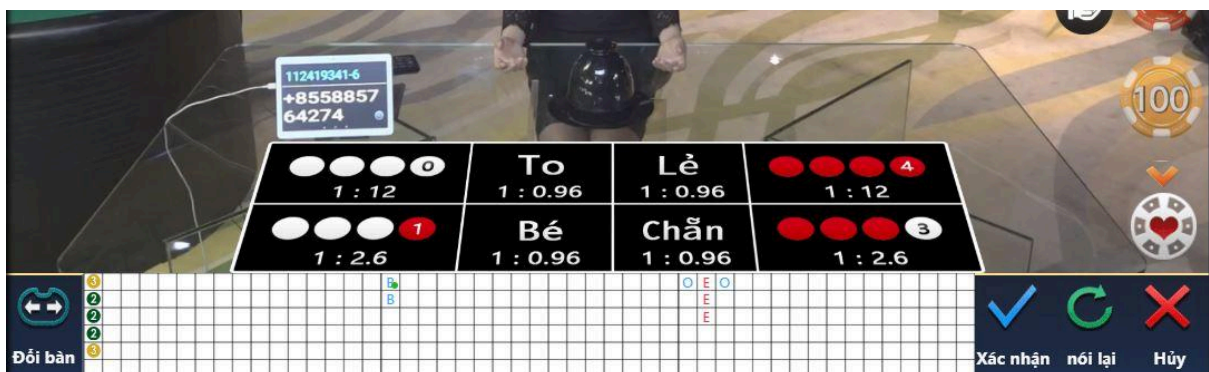 112419341-6
+8558857
64274
100
0
1 : 12
To
1 : 0.96
Lẻ
1 : 0.96
4
1 : 12
1
1 : 2.6
Bé
1 : 0.96
Chẵn
1 : 0.96
3
1 : 2.6
3
2
2
2
3
B
B
O E O
E
E
Đổi bàn
Xác nhận
nói lại
Hủy